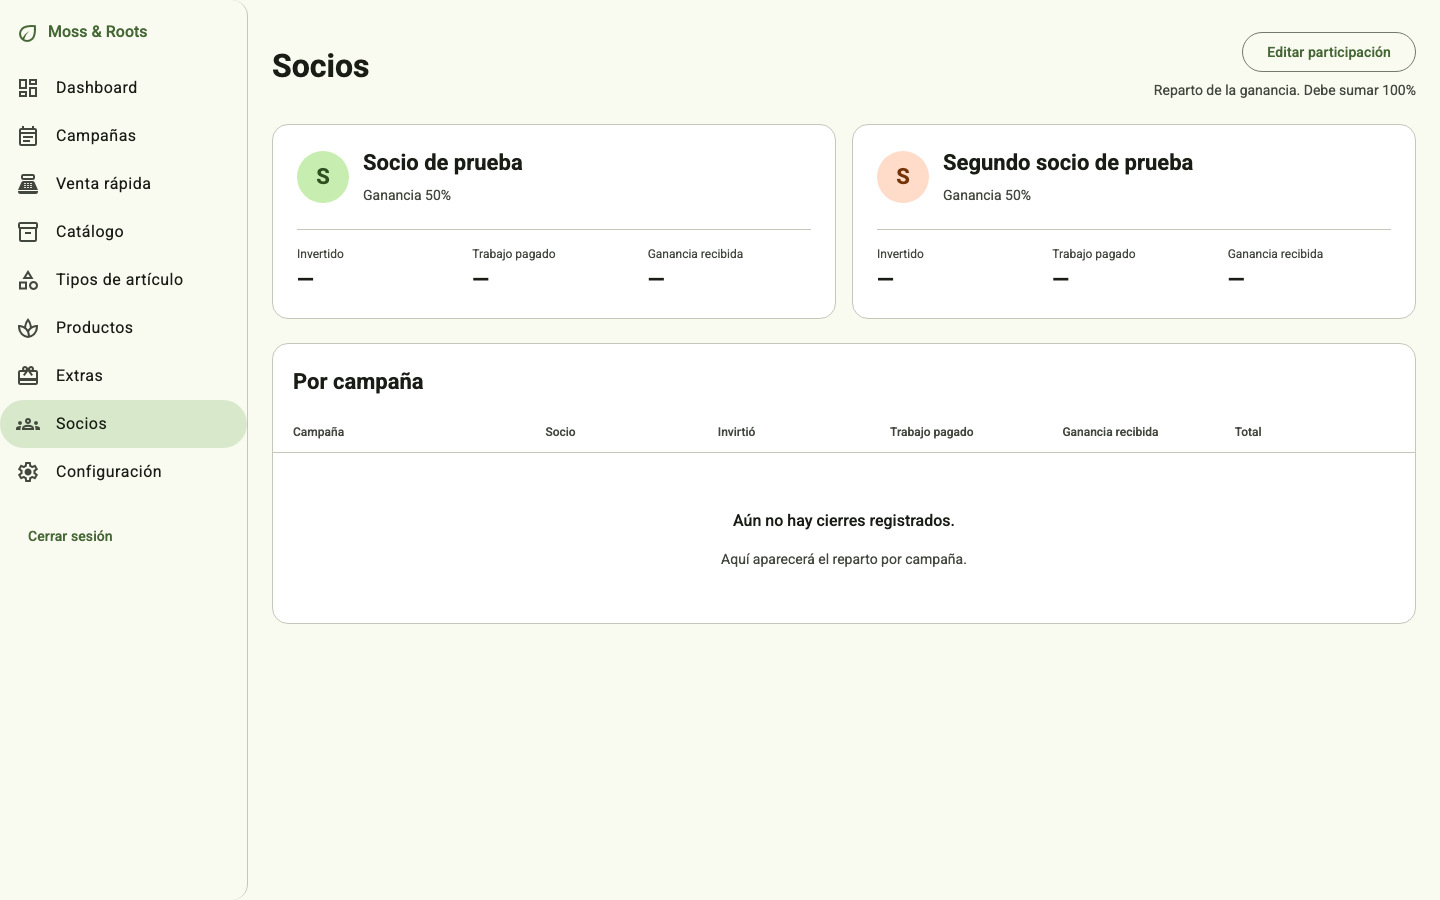 Moss & Roots
Dashboard
Campañas
Venta rápida
Catálogo
Tipos de artículo
Productos
Extras
Socios
Configuración
Cerrar sesión
Socios
Editar participación
Reparto de la ganancia. Debe sumar 100%
S
Socio de prueba
Ganancia 50%
Invertido Trabajo pagado Ganancia recibida
— — —
S
Segundo socio de prueba
Ganancia 50%
Invertido Trabajo pagado Ganancia recibida
— — —
Por campaña
Campaña Socio Invirtió Trabajo pagado Ganancia recibida Total
Aún no hay cierres registrados.
Aquí aparecerá el reparto por campaña.